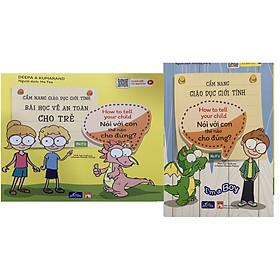 DEEPA A KUMARAND
Người dịch: Mẹ Tea
CẨM NANG GIÁO DỤC GIỚI TÍNH
BÀI HỌC VỀ AN TOÀN
CHO TRẺ
How to tell
your child
Nói với con
thế nào
cho đúng?
CẨM NANG
GIÁO DỤC GIỚI TÍNH
How to tell
your child
Nói với con
thế nào
cho đúng?
I'm a Boy